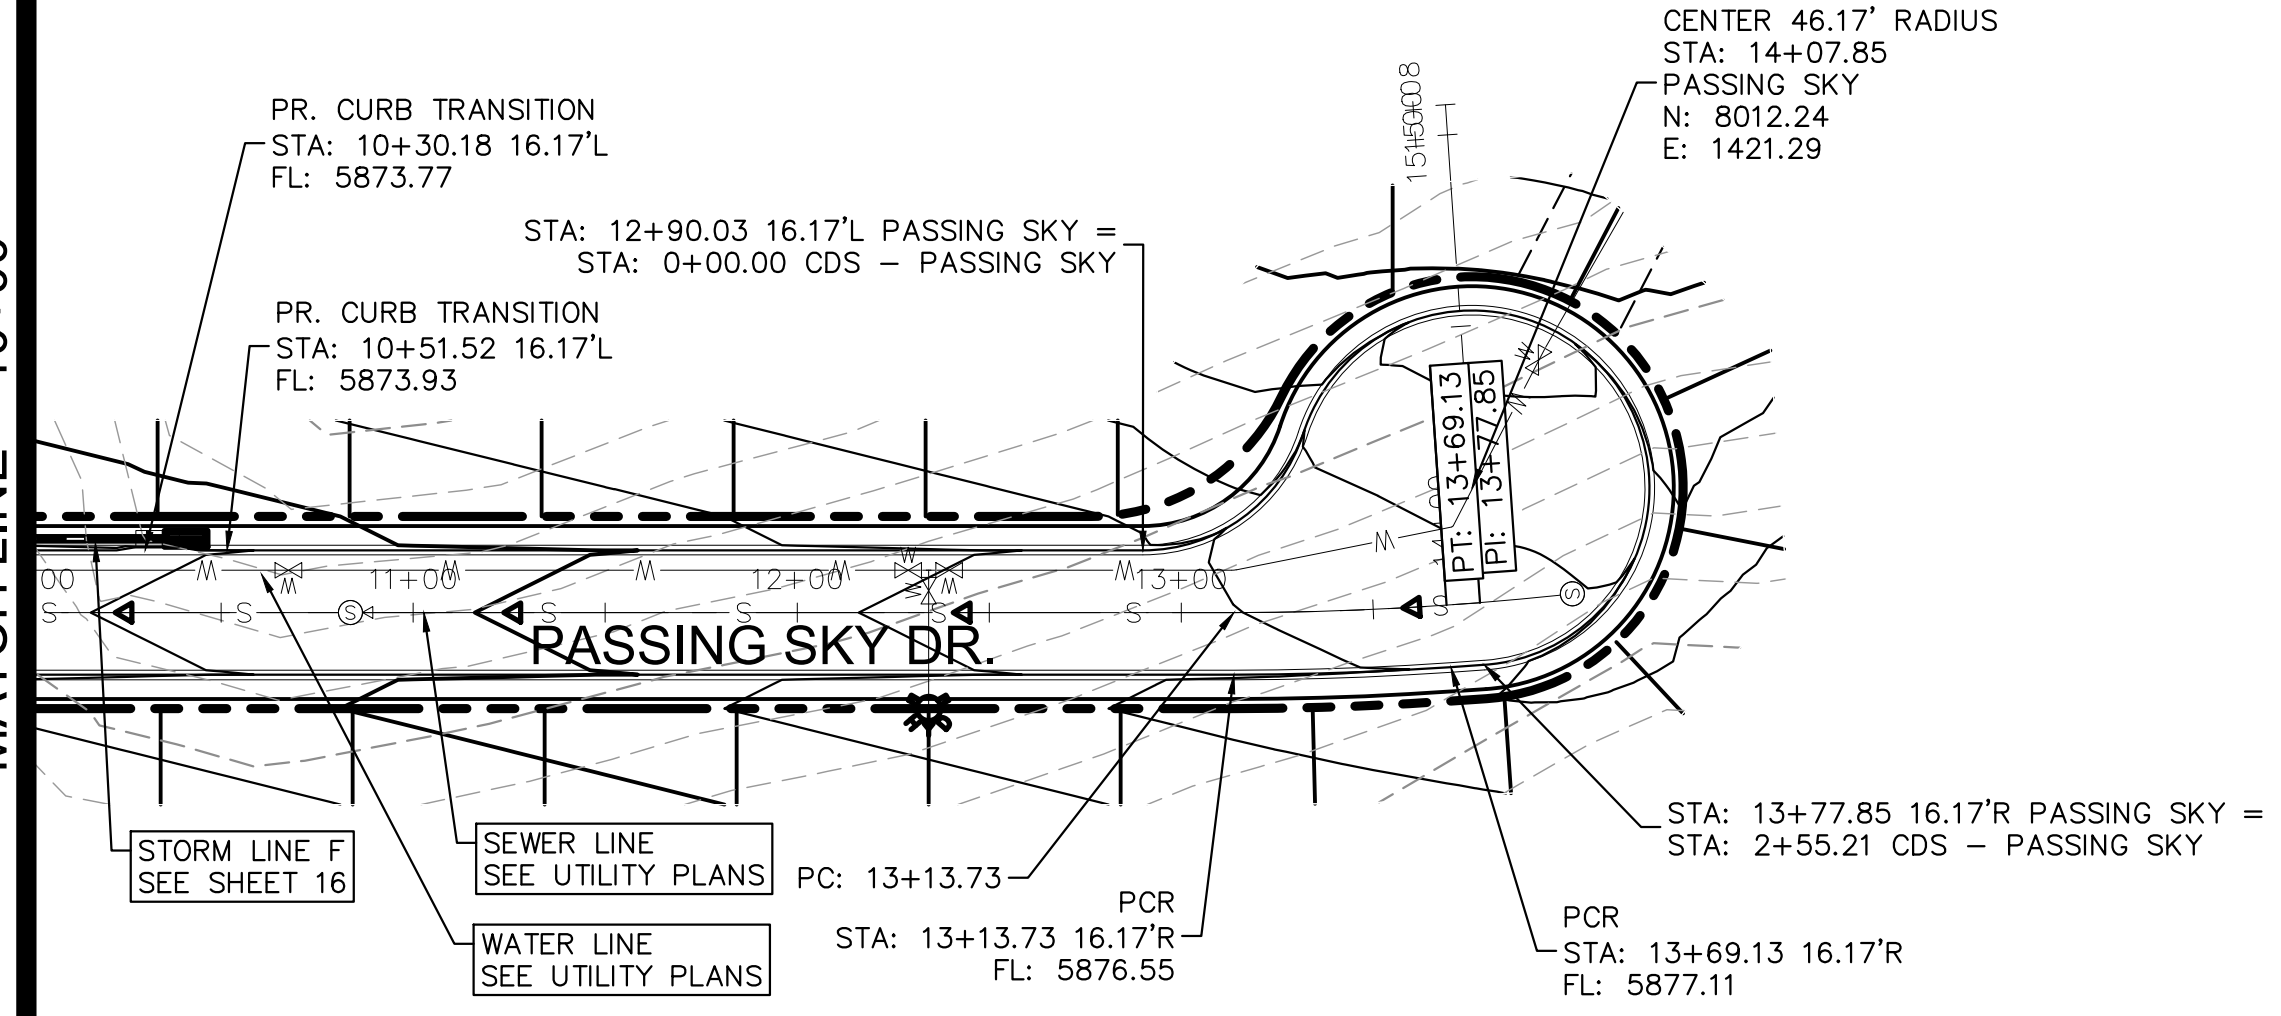 CENTER 46.17' RADIUS
STA: 14+07.85
PASSING SKY
N: 8012.24
E: 1421.29
PR. CURB TRANSITION
STA: 10+30.18 16.17'L
FL: 5873.77
STA: 12+90.03 16.17'L PASSING SKY =
STA: 0+00.00 CDS – PASSING SKY
PR. CURB TRANSITION
STA: 10+51.52 16.17'L
FL: 5873.93
PT: 13+69.13
PI: 13+77.85
00
11+00
12+00
13+00
W
W
W
W
W
W
W
W
W
W
W
W
S
S
S
S
S
S
S
S
S
PASSING SKY DR.
STORM LINE F
SEE SHEET 16
SEWER LINE
SEE UTILITY PLANS
WATER LINE
SEE UTILITY PLANS
PC: 13+13.73
PCR
STA: 13+13.73 16.17'R
FL: 5876.55
STA: 13+77.85 16.17'R PASSING SKY =
STA: 2+55.21 CDS – PASSING SKY
PCR
STA: 13+69.13 16.17'R
FL: 5877.11